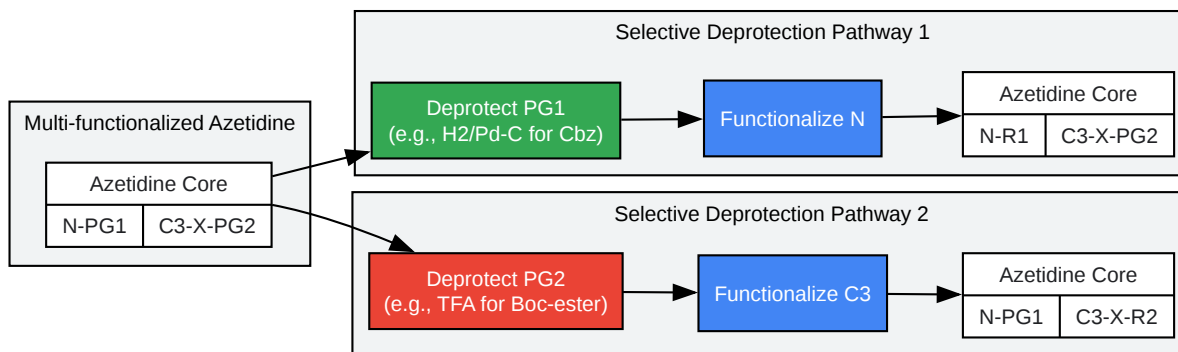 Selective Deprotection Pathway 1
Deprotect PG1
(e.g., H2/Pd-C for Cbz)
Functionalize N
Azetidine Core
N-R1
C3-X-PG2
Multi-functionalized Azetidine
Azetidine Core
N-PG1
C3-X-PG2
Selective Deprotection Pathway 2
Deprotect PG2
(e.g., TFA for Boc-ester)
Functionalize C3
Azetidine Core
N-PG1
C3-X-R2